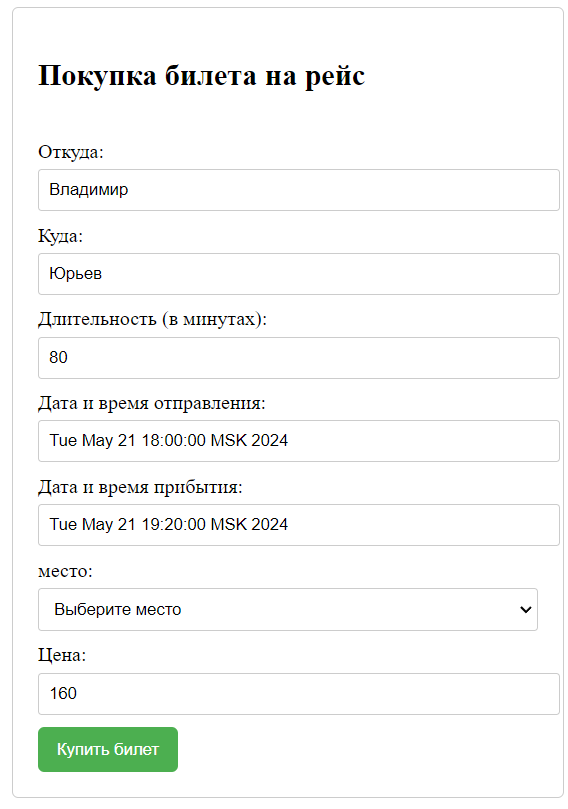 Покупка билета на рейс
Откуда:
Владимир
Куда:
Юрьев
Длительность (в минутах):
80
Дата и время отправления:
Tue May 21 18:00:00 MSK 2024
Дата и время прибытия:
Tue May 21 19:20:00 MSK 2024
место:
Выберите место
Цена:
160
Купить билет